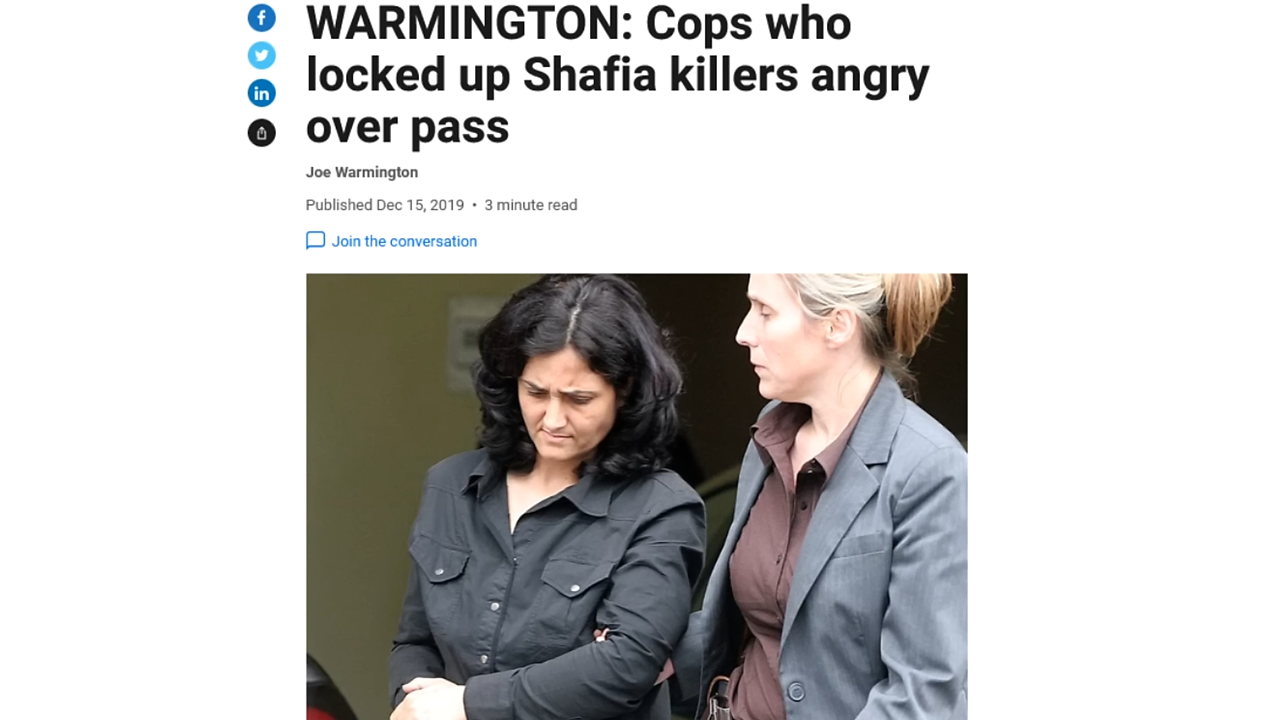 WARMINGTON: Cops who
locked up Shafia killers angry
over pass
Joe Warmington
Published Dec 15, 2019 • 3 minute read
Join the conversation